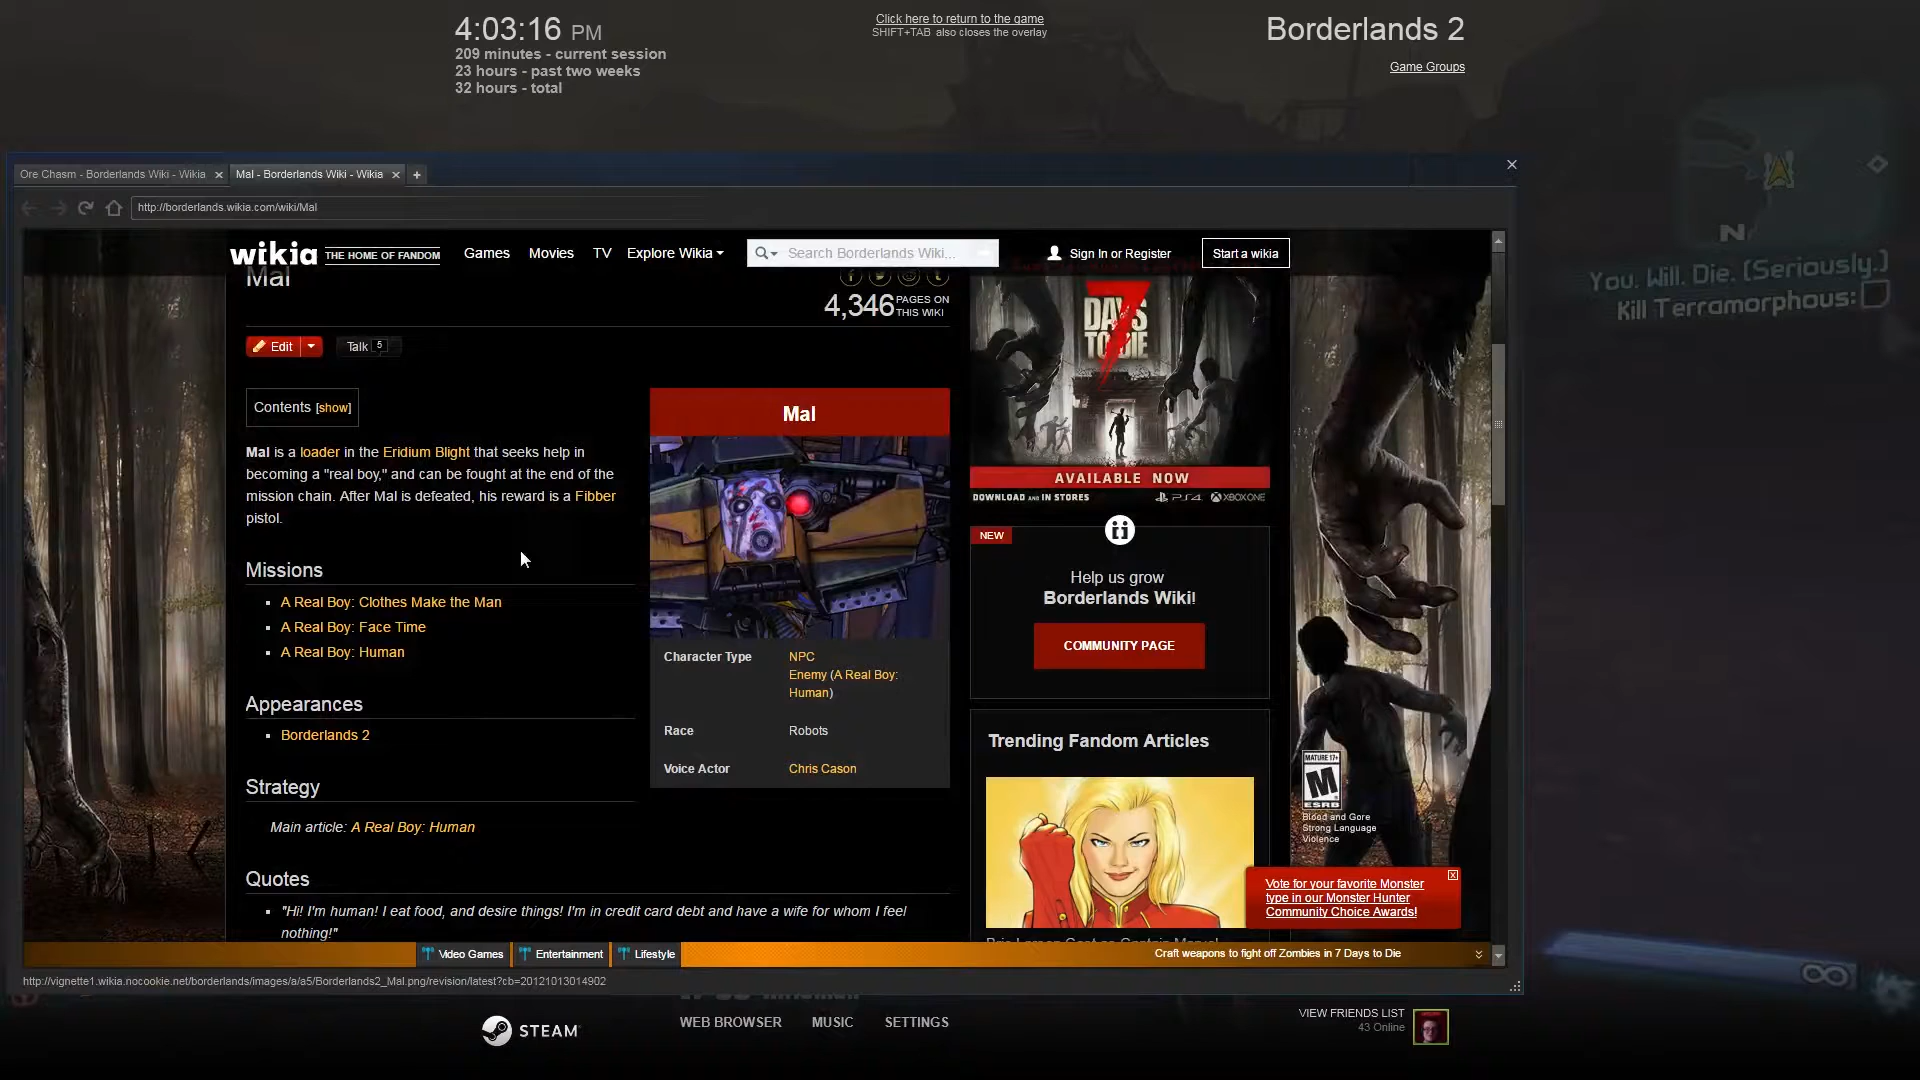 4:03:16 PM
209 minutes - current session
23 hours - past two weeks
32 hours - total
Click here to return to the game
SHIFT+TAB also closes the overlay
Borderlands 2
Game Groups
You. Will. Die. (Seriously.)
Kill Terramorphous:
N
Ore Chasm - Borderlands Wiki - Wikia
Mal - Borderlands Wiki - Wikia
http://borderlands.wikia.com/wiki/Mal
wikia THE HOME OF FANDOM
Games Movies TV Explore Wikia
Search Borderlands Wiki...
Sign In or Register
Start a wikia
Mal
4,346 PAGES ON THIS WIKI
Edit
Talk 5
Contents [show]
Mal is a loader in the Eridium Blight that seeks help in
becoming a "real boy," and can be fought at the end of the
mission chain. After Mal is defeated, his reward is a Fibber
pistol.
Missions
A Real Boy: Clothes Make the Man
A Real Boy: Face Time
A Real Boy: Human
Appearances
Borderlands 2
Strategy
Main article: A Real Boy: Human
Quotes
"Hi! I'm human! I eat food, and desire things! I'm in credit card debt and have a wife for whom I feel
nothing!"
Mal
Character Type NPC
Enemy (A Real Boy:
Human)
Race Robots
Voice Actor Chris Cason
7
DAYS
TO DIE
AVAILABLE NOW
DOWNLOAD AND IN STORES PS4 XBOX ONE
NEW
Help us grow
Borderlands Wiki!
COMMUNITY PAGE
Trending Fandom Articles
MATURE 17+
M
ESRB
Blood and Gore
Strong Language
Violence
Vote for your favorite Monster
type in our Monster Hunter
Community Choice Awards!
Video Games Entertainment Lifestyle
Craft weapons to fight off Zombies in 7 Days to Die
http://vignette1.wikia.nocookie.net/borderlands/images/a/a5/Borderlands2_Mal.png/revision/latest?cb=20121013014902
STEAM
WEB BROWSER MUSIC SETTINGS
VIEW FRIENDS LIST
43 Online